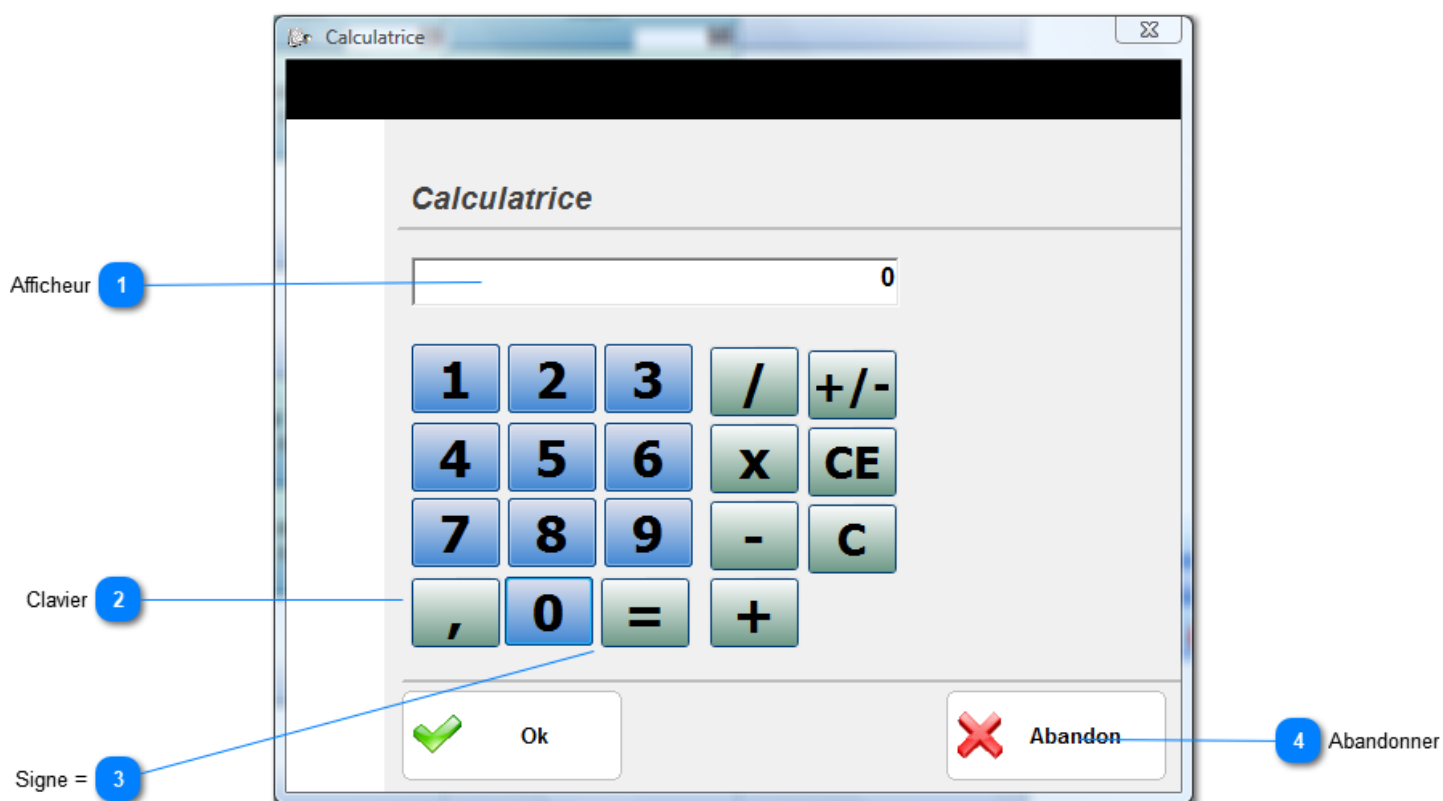 Calculatrice
Calculatrice
Afficheur 1
0
1 2 3 / +/-
4 5 6 x CE
7 8 9 - C
Clavier 2
, 0 = +
Ok
Abandon
4 Abandonner
Signe = 3